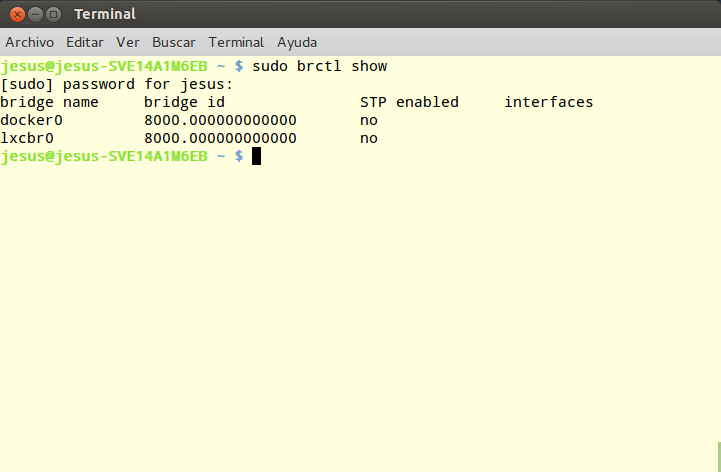 Terminal
Archivo Editar Ver Buscar Terminal Ayuda
jesus@jesus-SVE14A1M6EB ~ $ sudo brctl show
[sudo] password for jesus:
bridge name bridge id STP enabled interfaces
docker0 8000.000000000000 no
lxcbr0 8000.000000000000 no
jesus@jesus-SVE14A1M6EB ~ $